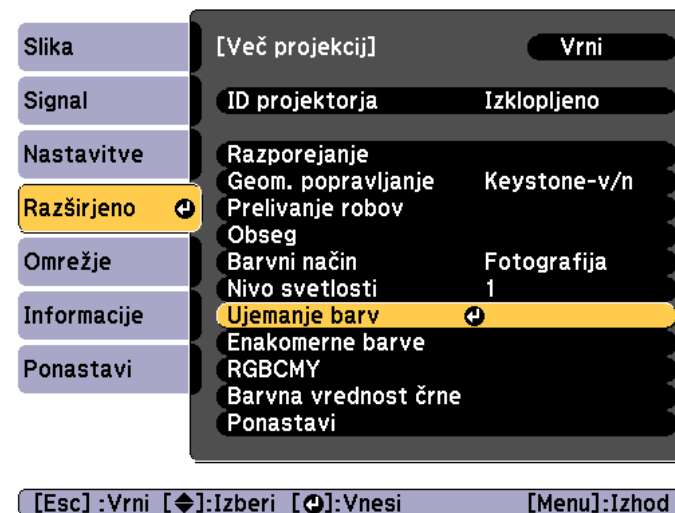 Slika
Signal
Nastavitve
Razširjeno
Omrežje
Informacije
Ponastavi
[Več projekcij] Vrni
ID projektorja Izklopljeno
Razporejanje
Geom. popravljanje Keystone-v/n
Prelivanje robov
Obseg
Barvni način Fotografija
Nivo svetlosti 1
Ujemanje barv
Enakomerne barve
RGBCMY
Barvna vrednost črne
Ponastavi
[Esc] :Vrni [◆]:Izberi [↵]:Vnesi [Menu]:Izhod